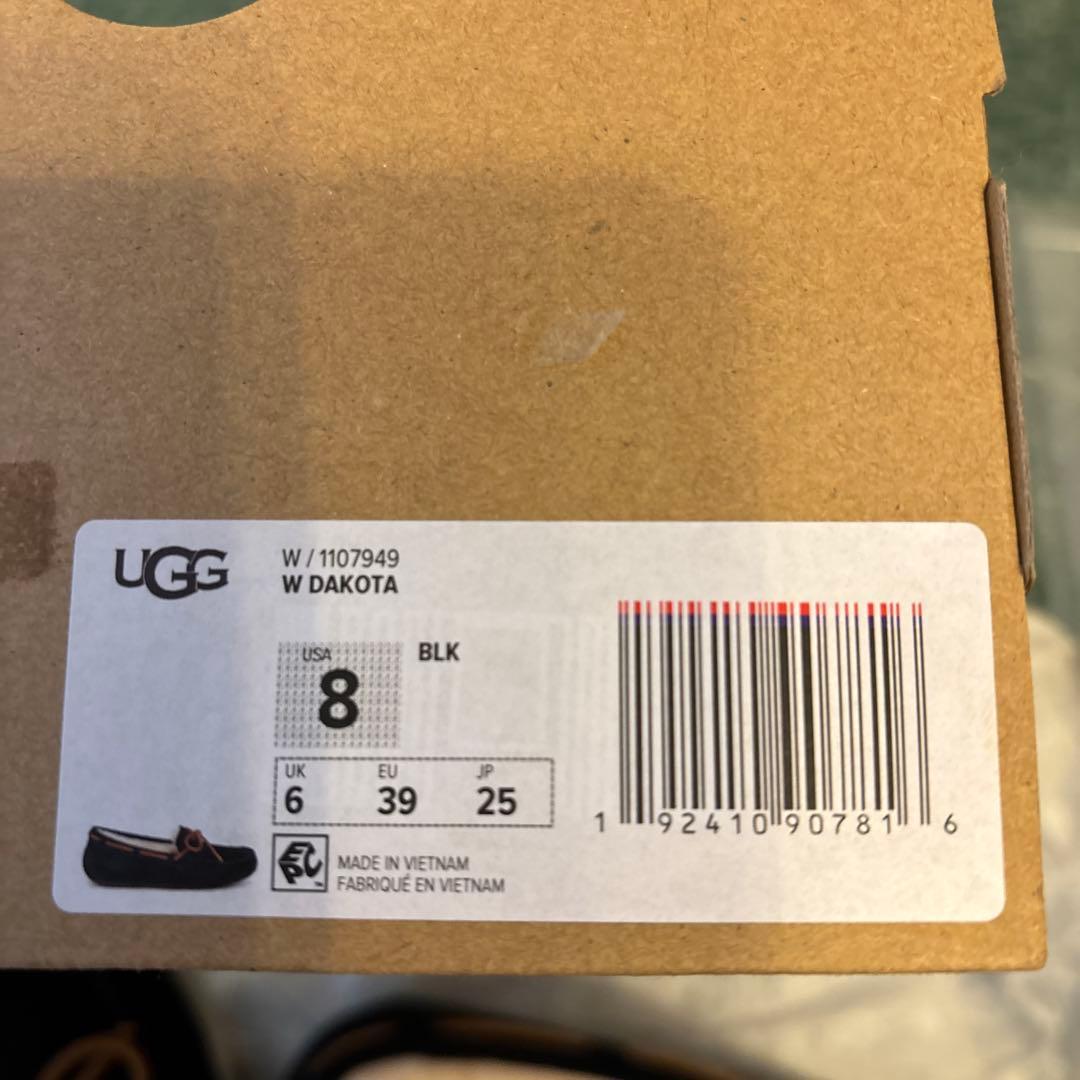 UGG
W / 1107949
W DAKOTA
USA
8
BLK
UK EU JP
6 39 25
EPC™
MADE IN VIETNAM
FABRIQUÉ EN VIETNAM
1 92410 90781 6